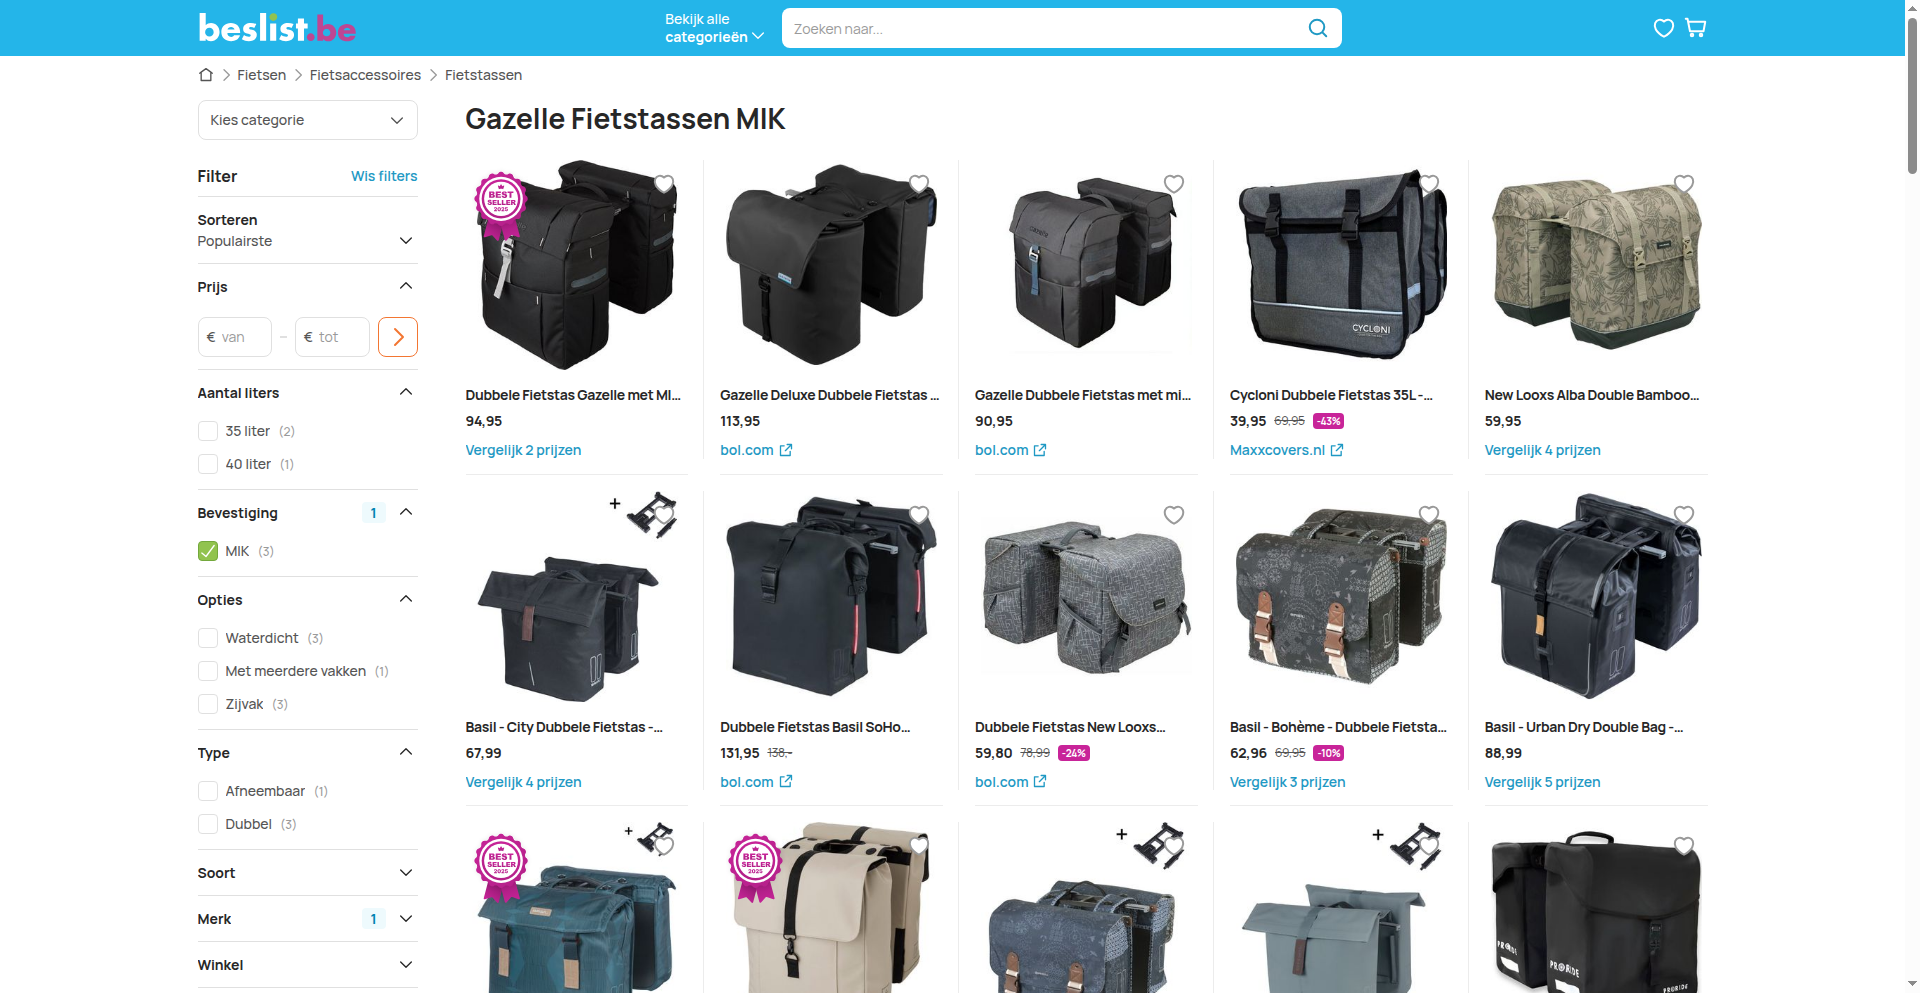 beslist.be
Bekijk alle
categorieën
Zoeken naar...
Fietsen
Fietsaccessoires
Fietstassen
Kies categorie
Filter
Wis filters
Sorteren
Populairste
Prijs
€ van
–
€ tot
Aantal liters
35 liter (2)
40 liter (1)
Bevestiging 1
MIK (3)
Opties
Waterdicht (3)
Met meerdere vakken (1)
Zijvak (3)
Type
Afneembaar (1)
Dubbel (3)
Soort
Merk 1
Winkel
Gazelle Fietstassen MIK
BEST
SELLER
2025
Dubbele Fietstas Gazelle met MI...
94,95
Vergelijk 2 prijzen
Gazelle Deluxe Dubbele Fietstas ...
113,95
bol.com
Gazelle Dubbele Fietstas met mi...
90,95
bol.com
CYCLONI
Cycloni Dubbele Fietstas 35L -...
39,95 69,95 -43%
Maxxcovers.nl
New Looxs Alba Double Bamboo...
59,95
Vergelijk 4 prijzen
+
Basil - City Dubbele Fietstas -...
67,99
Vergelijk 4 prijzen
Dubbele Fietstas Basil SoHo...
131,95 138,-
bol.com
Dubbele Fietstas New Looxs...
59,80 78,99 -24%
bol.com
Basil - Bohème - Dubbele Fietsta...
62,96 69,95 -10%
Vergelijk 3 prijzen
Basil - Urban Dry Double Bag -...
88,99
Vergelijk 5 prijzen
BEST
SELLER
2025
+
BEST
SELLER
2025
+
+
PRORIDE
PRORIDE
PRORIDE